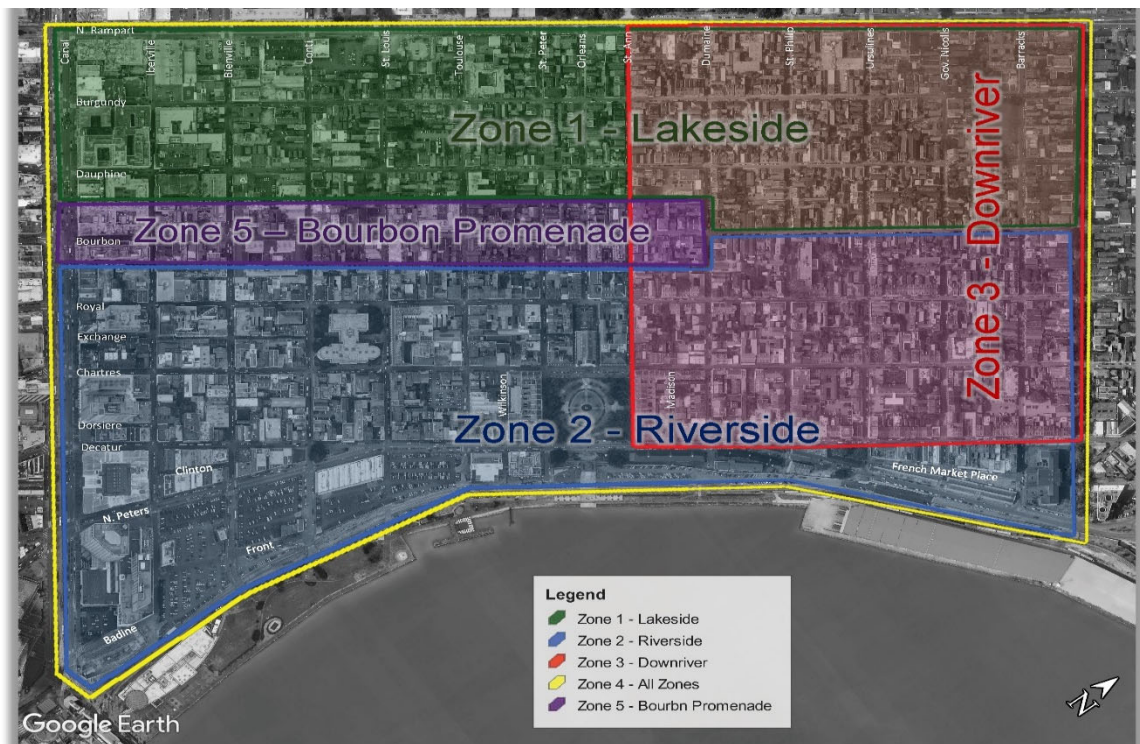 N. Rampart
Canal
Iberville
Bienville
Conti
St. Louis
Toulouse
St. Peter
Orleans
St. Ann
Dumaine
St. Philip
Ursulines
Gov. Nicolls
Barracts
Burgundy
Zone 1 - Lakeside
Dauphine
Zone 5 – Bourbon Promenade
Bourbon
Zone 3 - Downriver
Royal
Exchange
Chartres
Wilkinson
Madison
Dorsiere
Zone 2 - Riverside
Decatur
Clinton
French Market Place
N. Peters
Front
Badine
Legend
Zone 1 - Lakeside
Zone 2 - Riverside
Zone 3 - Downriver
Zone 4 - All Zones
Zone 5 - Bourbn Promenade
N
Google Earth